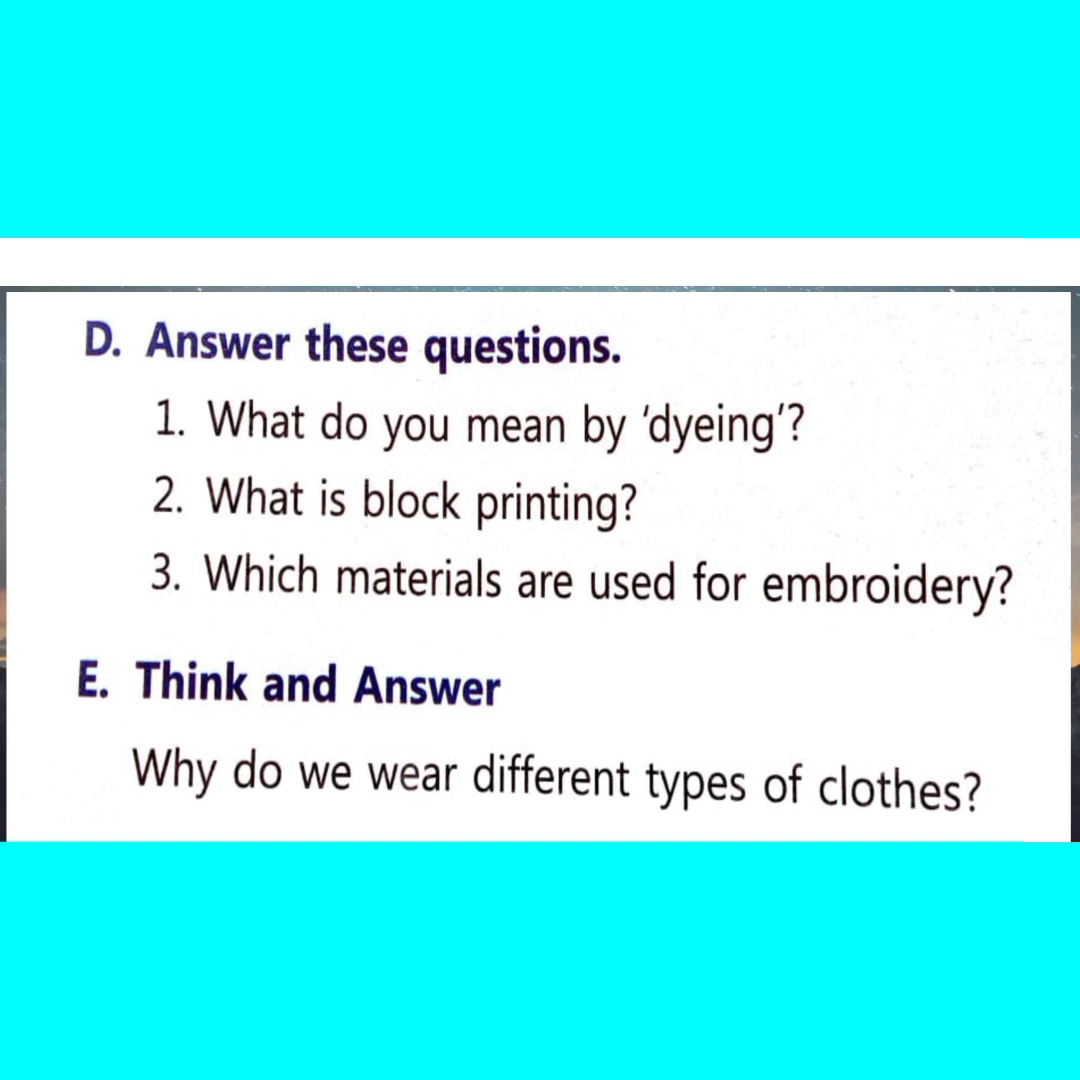 D. Answer these questions.
1. What do you mean by ‘dyeing’?
2. What is block printing?
3. Which materials are used for embroidery?
E. Think and Answer
Why do we wear different types of clothes?